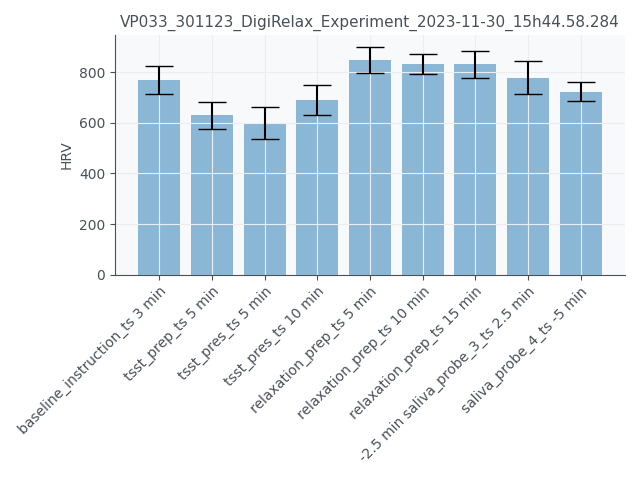 VP033_301123_DigiRelax_Experiment_2023-11-30_15h44.58.284
800
600
400
200
0
HRV
baseline_instruction_ts 3 min
tsst_prep_ts 5 min
tsst_pres_ts 5 min
tsst_pres_ts 10 min
relaxation_prep_ts 5 min
relaxation_prep_ts 10 min
relaxation_prep_ts 15 min
-2.5 min saliva_probe_3_ts 2.5 min
saliva_probe_4_ts -5 min